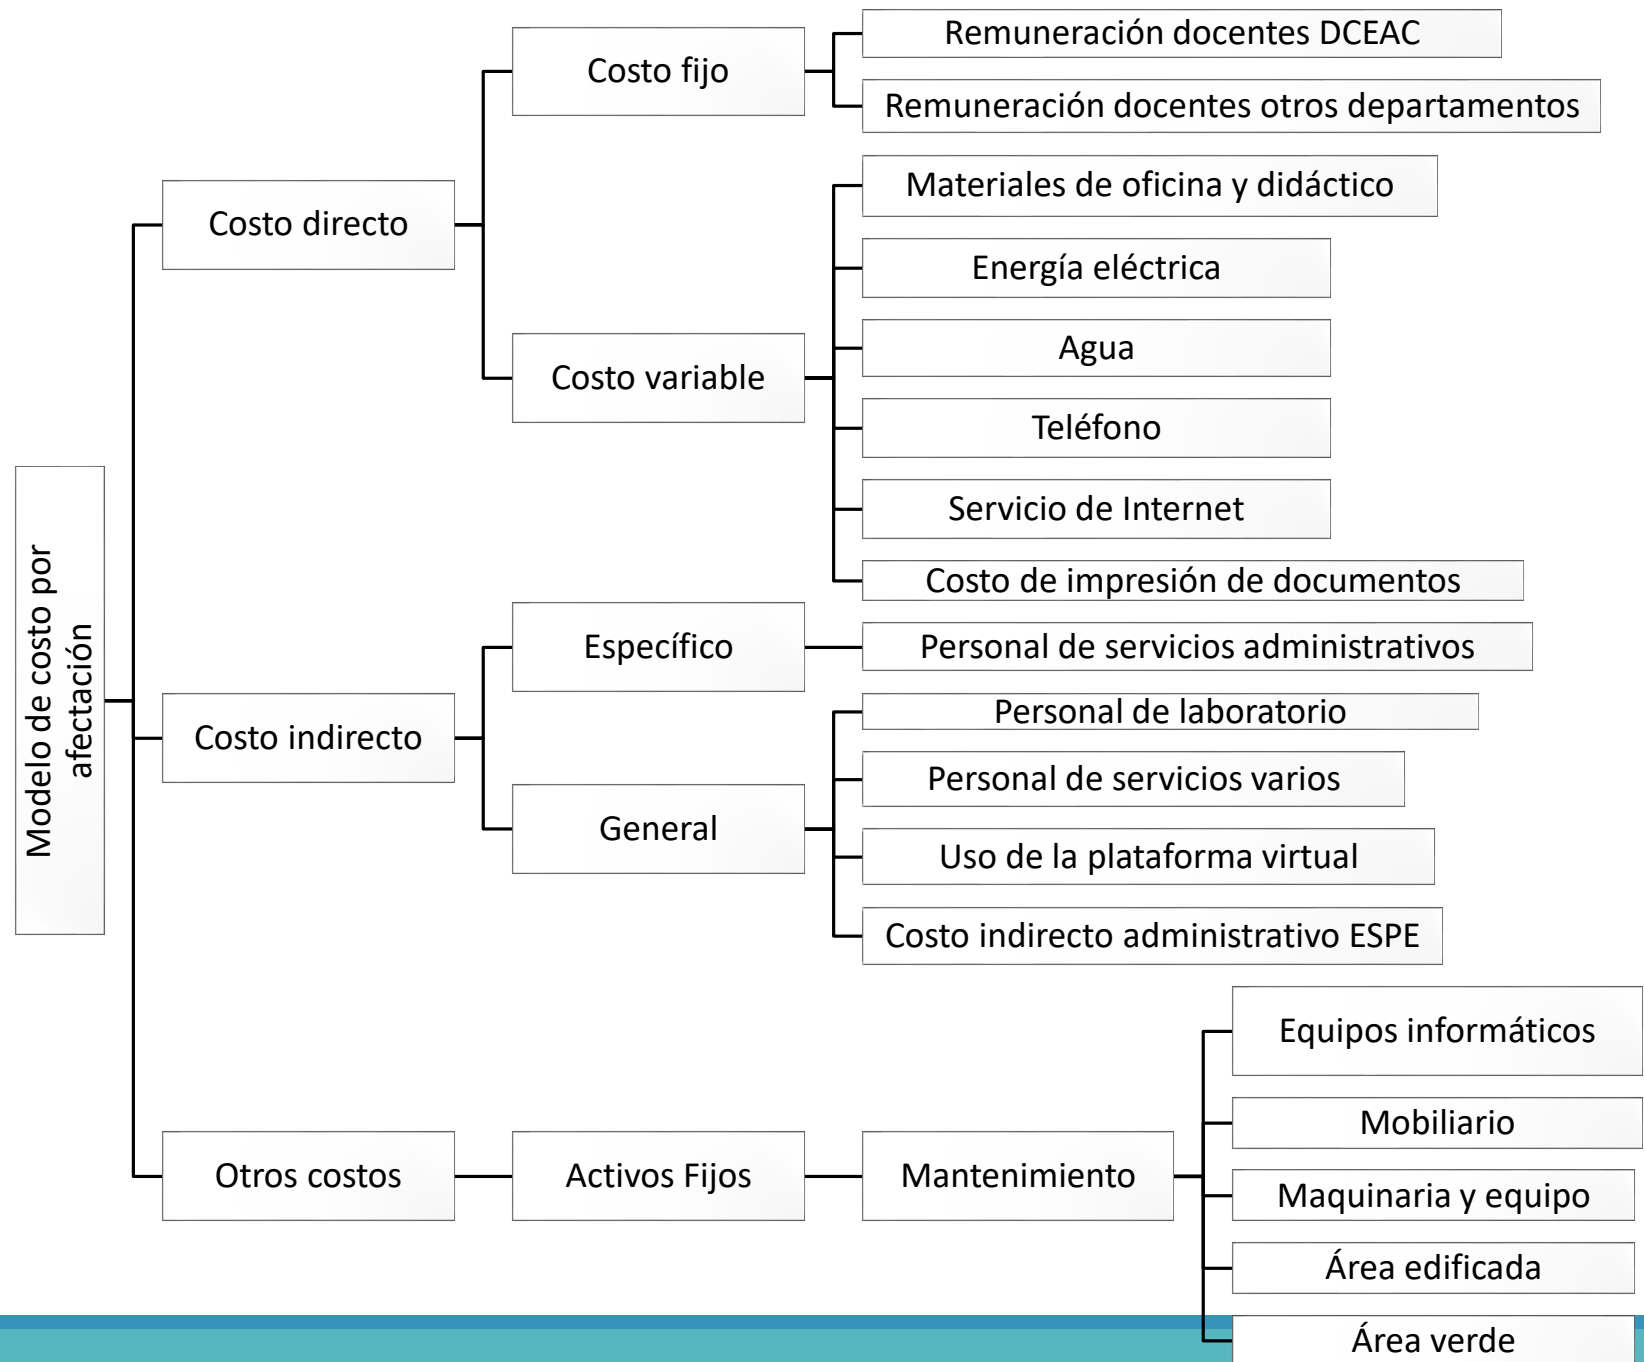 Modelo de costo por
afectación
Costo directo
Costo fijo
Remuneración docentes DCEAC
Remuneración docentes otros departamentos
Costo variable
Materiales de oficina y didáctico
Energía eléctrica
Agua
Teléfono
Servicio de Internet
Costo de impresión de documentos
Costo indirecto
Específico
Personal de servicios administrativos
General
Personal de laboratorio
Personal de servicios varios
Uso de la plataforma virtual
Costo indirecto administrativo ESPE
Otros costos
Activos Fijos
Mantenimiento
Equipos informáticos
Mobiliario
Maquinaria y equipo
Área edificada
Área verde